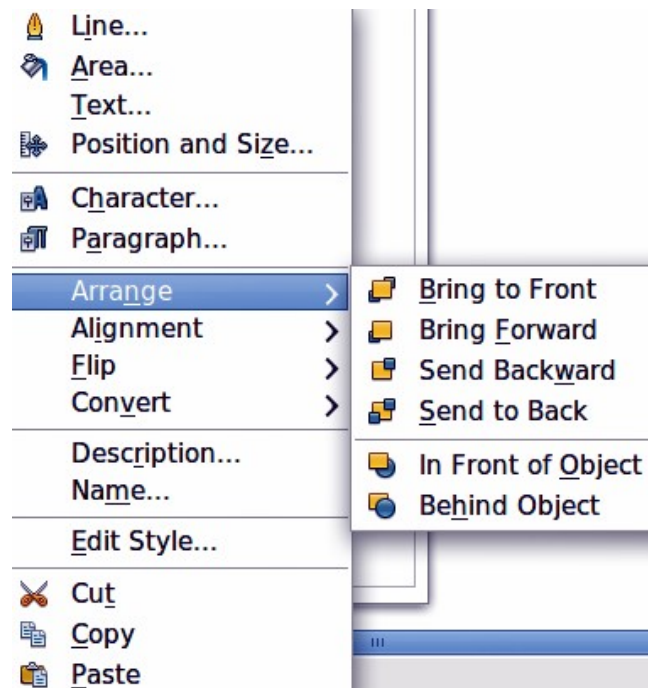 Line...
Area...
Text...
Position and Size...
Character...
Paragraph...
Arrange
Alignment
Flip
Convert
Description...
Name...
Edit Style...
Cut
Copy
Paste
Bring to Front
Bring Forward
Send Backward
Send to Back
In Front of Object
Behind Object